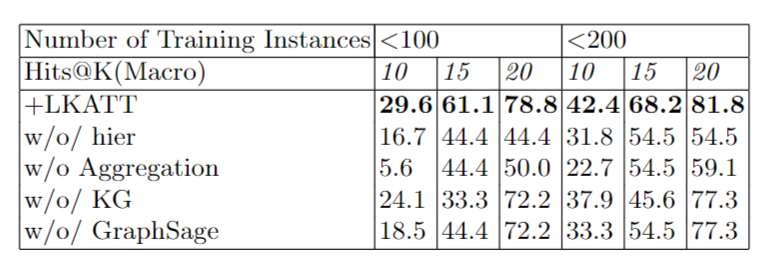 Number of Training Instances <100 <200
Hits@K(Macro) 10 15 20 10 15 20
+LKATT 29.6 61.1 78.8 42.4 68.2 81.8
w/o/ hier 16.7 44.4 44.4 31.8 54.5 54.5
w/o Aggregation 5.6 44.4 50.0 22.7 54.5 59.1
w/o/ KG 24.1 33.3 72.2 37.9 45.6 77.3
w/o/ GraphSage 18.5 44.4 72.2 33.3 54.5 77.3